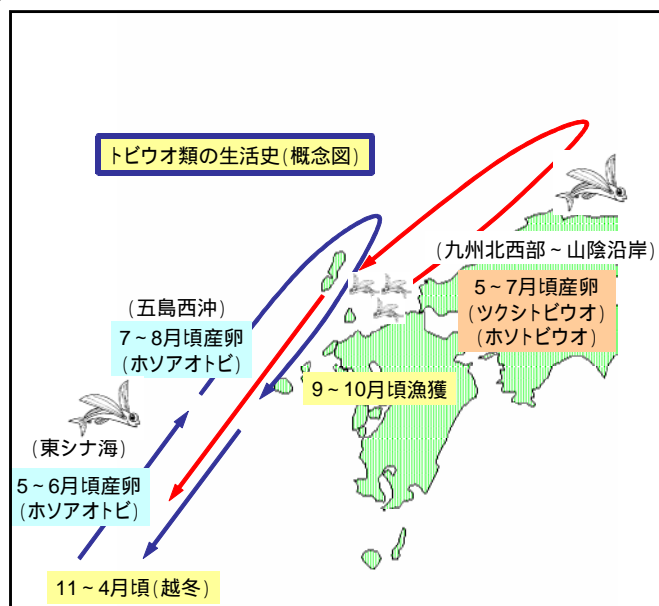 トビウオ類の生活史(概念図)
(九州北西部~山陰沿岸)
5~7月頃産卵
(ツクシトビウオ)
(ホソトビウオ)
(五島西沖)
7~8月頃産卵
(ホソアオトビ)
9~10月頃漁獲
(東シナ海)
5~6月頃産卵
(ホソアオトビ)
11~4月頃(越冬)